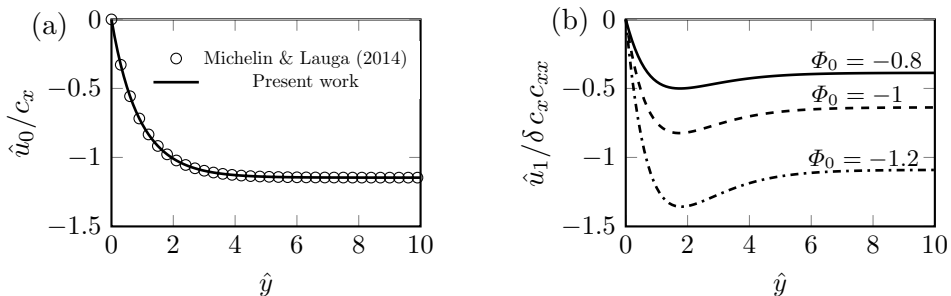 (a)
û₀/cₓ
0
−0.5
−1
−1.5
Michelin & Lauga (2014)
Present work
0 2 4 6 8 10
ŷ
(b)
û₁/δ cₓcₓₓ
0
−0.5
−1
−1.5
Φ₀ = −0.8
Φ₀ = −1
Φ₀ = −1.2
0 2 4 6 8 10
ŷ